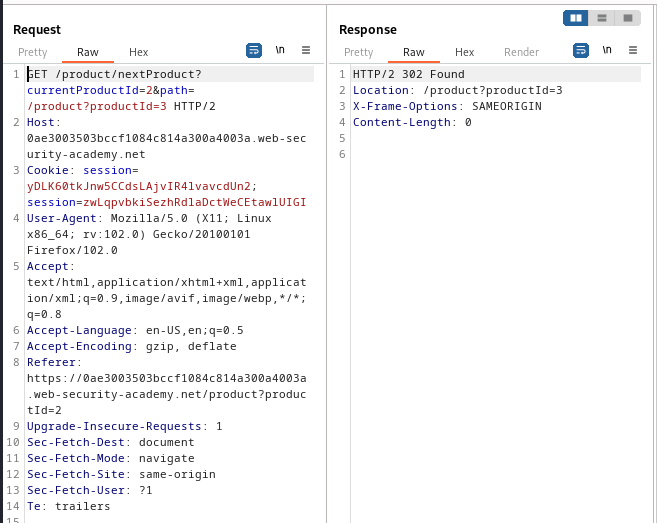 Request
Pretty Raw Hex \n
1 GET /product/nextProduct?
currentProductId=2&path=
/product?productId=3 HTTP/2
2 Host:
0ae3003503bccf1084c814a300a4003a.web-sec
urity-academy.net
3 Cookie: session=
yDLK60tkJnw5CCdsLAjvIR4lvavcdUn2;
session=zwLqpvbkiSezhRdlaDctWeCEtawlUIGI
4 User-Agent: Mozilla/5.0 (X11; Linux
x86_64; rv:102.0) Gecko/20100101
Firefox/102.0
5 Accept:
text/html,application/xhtml+xml,applicat
ion/xml;q=0.9,image/avif,image/webp,*/*;
q=0.8
6 Accept-Language: en-US,en;q=0.5
7 Accept-Encoding: gzip, deflate
8 Referer:
https://0ae3003503bccf1084c814a300a4003a
.web-security-academy.net/product?produc
tId=2
9 Upgrade-Insecure-Requests: 1
10 Sec-Fetch-Dest: document
11 Sec-Fetch-Mode: navigate
12 Sec-Fetch-Site: same-origin
13 Sec-Fetch-User: ?1
14 Te: trailers
15
Response
Pretty Raw Hex Render \n
1 HTTP/2 302 Found
2 Location: /product?productId=3
3 X-Frame-Options: SAMEORIGIN
4 Content-Length: 0
5
6